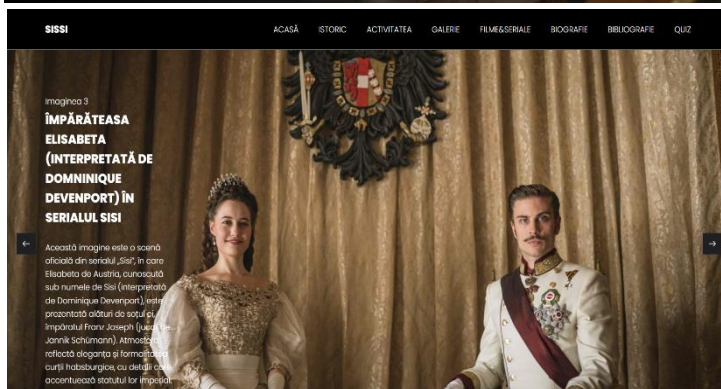 SISSI
ACASĂ ISTORIC ACTIVITATEA GALERIE FILME&SERIALE BIOGRAFIE BIBLIOGRAFIE QUIZ
Imaginea 3
ÎMPĂRĂTEASA
ELISABETA
(INTERPRETATĂ DE
DOMNINIQUE
DEVENPORT) ÎN
SERIALUL SISI
Această imagine este o scenă
oficială din serialul „Sisi”, în care
Elisabeta de Austria, cunoscută
sub numele de Sisi (interpretată
de Dominique Devenport), este
prezentată alături de soțul ei,
împăratul Franz Joseph (jucat de
Jannik Schümann). Atmosfera
reflectă eleganța și formalitatea
curții habsburgice, cu detalii care
accentuează statutul lor imperial.